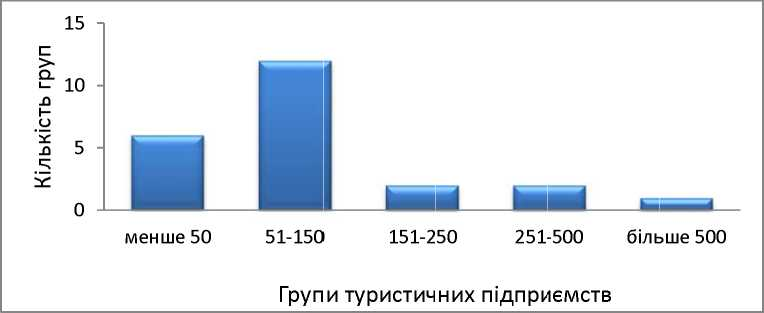 Кількість груп
15
10
5
0
менше 50
51-150
151-250
251-500
більше 500
Групи туристичних підприємств